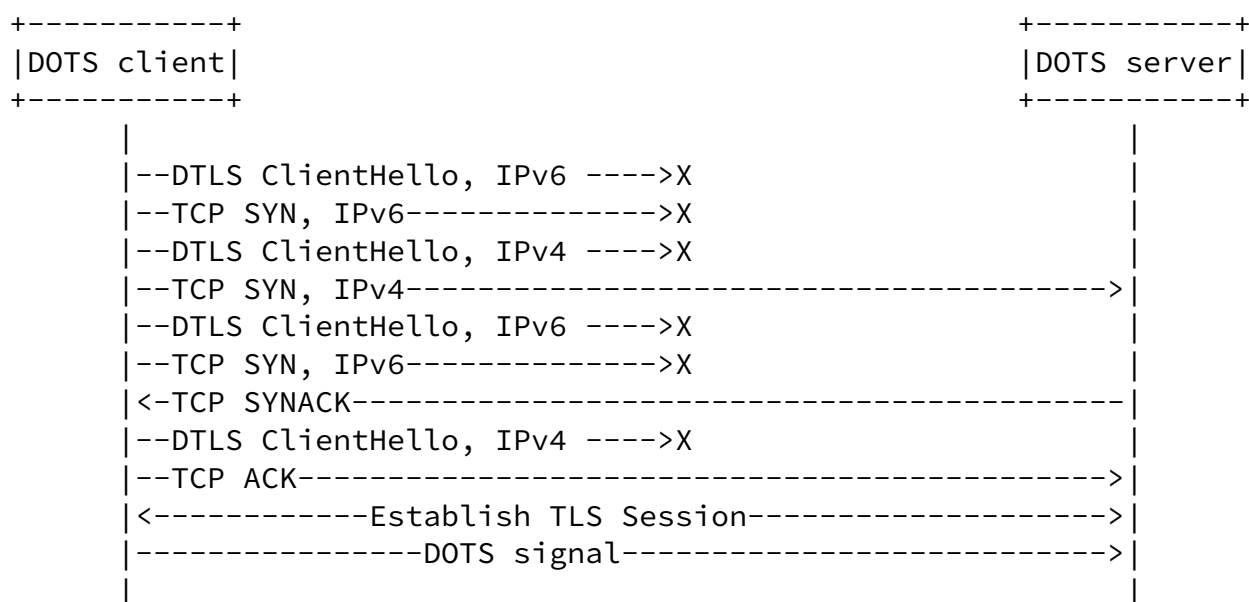 +-----------+                                     +-----------+
|DOTS client|                                     |DOTS server|
+-----------+                                     +-----------+
      |                                                 |
      |--DTLS ClientHello, IPv6 ---->X                  |
      |--TCP SYN, IPv6-------------->X                  |
      |--DTLS ClientHello, IPv4 ---->X                  |
      |--TCP SYN, IPv4--------------------------------->|
      |--DTLS ClientHello, IPv6 ---->X                  |
      |--TCP SYN, IPv6-------------->X                  |
      |<-TCP SYNACK-------------------------------------|
      |--DTLS ClientHello, IPv4 ---->X                  |
      |--TCP ACK--------------------------------------->|
      |<------------Establish TLS Session-------------->|
      |----------------DOTS signal--------------------->|
      |                                                 |